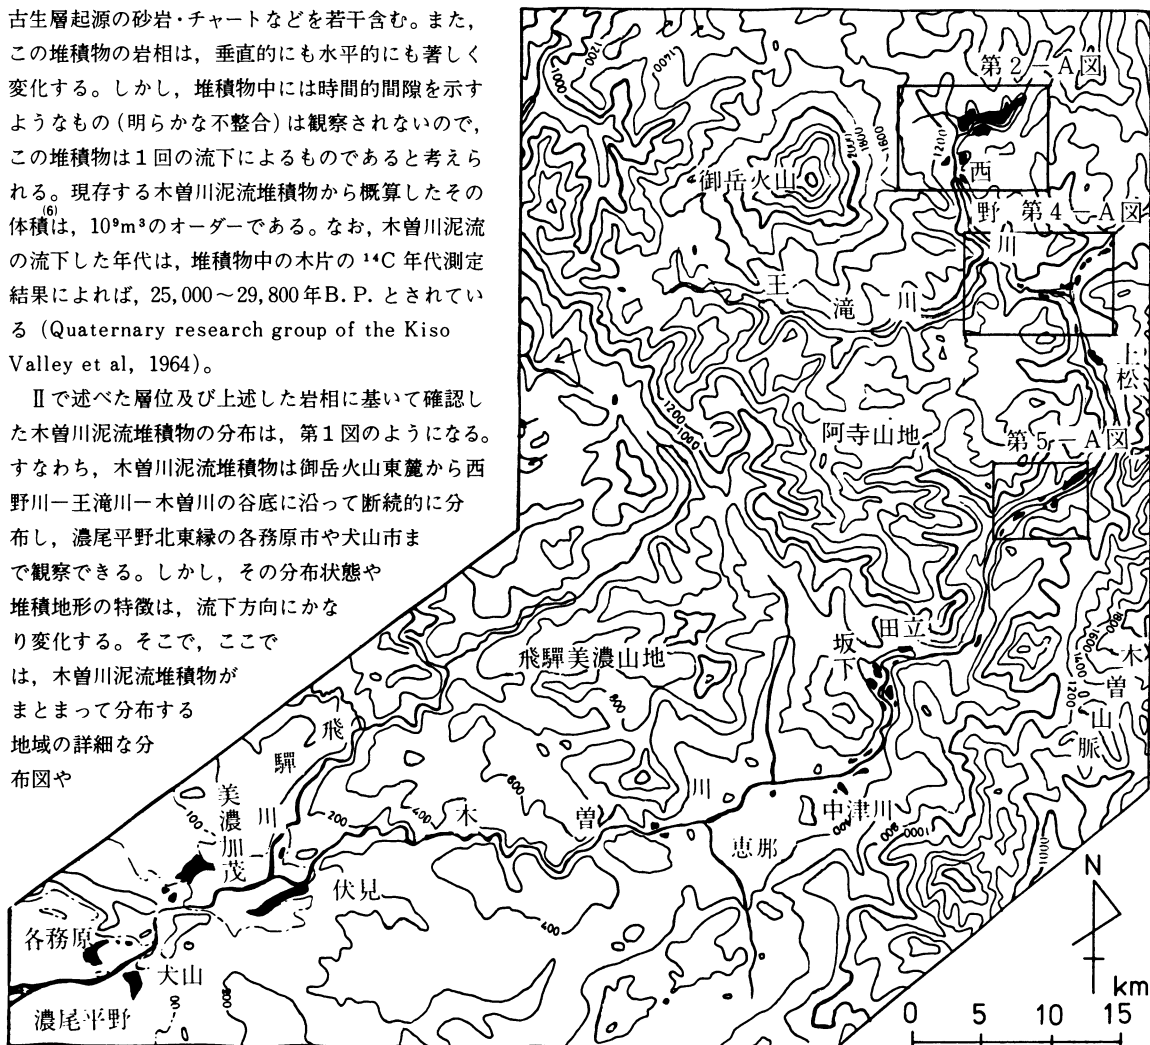 古生層起源の砂岩・チャートなどを若干含む。また，
この堆積物の岩相は，垂直的にも水平的にも著しく
変化する。しかし，堆積物中には時間的間隙を示す
ようなもの（明らかな不整合）は観察されないので，
この堆積物は１回の流下によるものであると考えら
れる。現存する木曽川泥流堆積物から概算したその
体積は(6)，10⁹m³のオーダーである。なお，木曽川泥流
の流下した年代は，堆積物中の木片の ¹⁴C 年代測定
結果によれば，25,000～29,800年B. P. とされてい
る（Quaternary research group of the Kiso
Valley et al, 1964）。
Ⅱで述べた層位及び上述した岩相に基いて確認し
た木曽川泥流堆積物の分布は，第１図のようになる。
すなわち，木曽川泥流堆積物は御岳火山東麓から西
野川―王滝川―木曽川の谷底に沿って断続的に分
布し，濃尾平野北東縁の各務原市や犬山市ま
で観察できる。しかし，その分布状態や
堆積地形の特徴は，流下方向にかな
り変化する。そこで，ここで
は，木曽川泥流堆積物が
まとまって分布する
地域の詳細な分
布図や
第２－A図
1200
1000
1400
2000
1800
1600
1200
御岳火山
西野川
第４－A図
王滝川
上松
1200
1000
阿寺山地
第５－A図
田立
坂下
飛騨美濃山地
800
1800
1600
1400
1200
木曽山脈
飛騨川
美濃加茂
100
200
400
600
木曽川
中津川
1000
恵那
伏見
400
各務原
犬山
濃尾平野
N
km
0 5 10 15